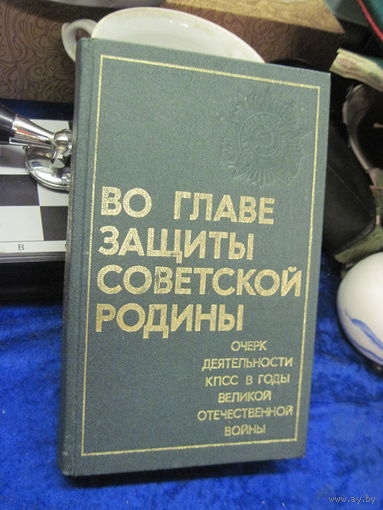 ВО ГЛАВЕ
ЗАЩИТЫ
СОВЕТСКОЙ
РОДИНЫ
ОЧЕРК
ДЕЯТЕЛЬНОСТИ
КПСС В ГОДЫ
ВЕЛИКОЙ
ОТЕЧЕСТВЕННОЙ
ВОЙНЫ
B
www.ay.by